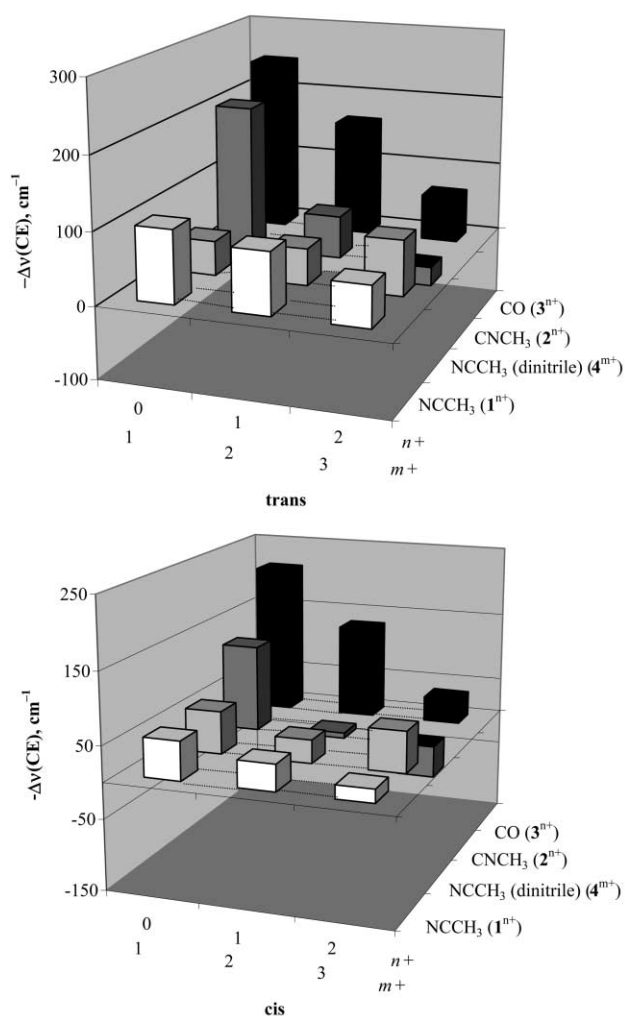 300
200
100
0
-100
–Δν(CE), cm⁻¹
0 1 2 n+
1 2 3 m+
CO (3ⁿ⁺)
CNCH₃ (2ⁿ⁺)
NCCH₃ (dinitrile) (4ᵐ⁺)
NCCH₃ (1ⁿ⁺)
trans
250
150
50
-50
-150
-Δν(CE), cm⁻¹
0 1 2 n+
1 2 3 m+
CO (3ⁿ⁺)
CNCH₃ (2ⁿ⁺)
NCCH₃ (dinitrile) (4ᵐ⁺)
NCCH₃ (1ⁿ⁺)
cis